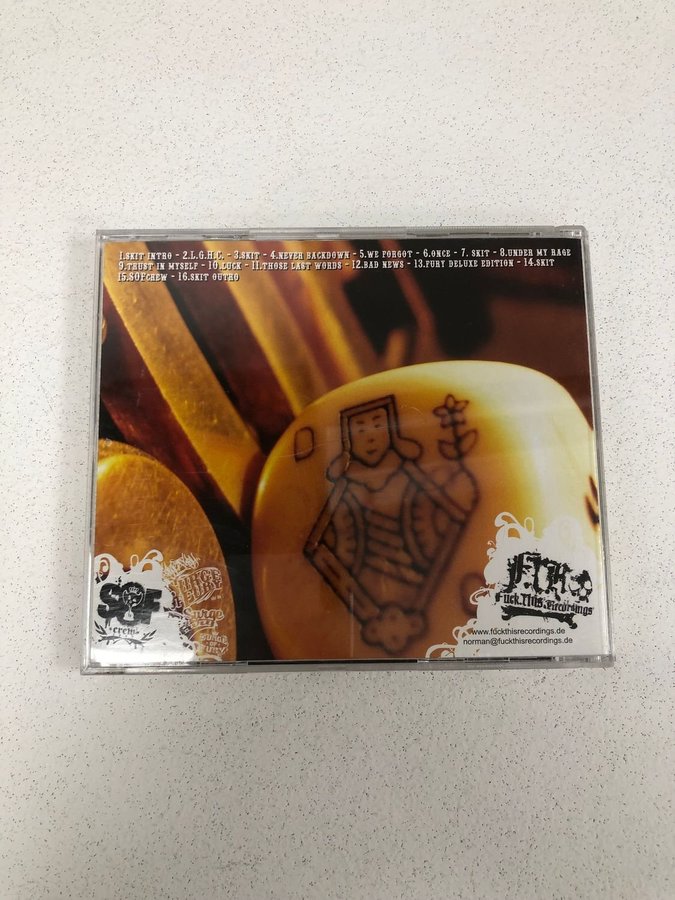 1.SKIT INTRO - 2.L.G.H.C. - 3.SKIT - 4.NEVER BACKDOWN - 5.WE FORGOT - 6.ONCE - 7. SKIT - 8.UNDER MY RAGE
9.TRUST IN MYSELF - 10.LUCK - 11.THOSE LAST WORDS - 12.BAD NEWS - 13.FURY DELUXE EDITION - 14.SKIT
15.SOFCREW - 16.SKIT OUTRO
D
SOF
crew
SURGE
FURY
F.T.R
Fuck.This.Recordings
www.fuckthisrecordings.de
norman@fuckthisrecordings.de